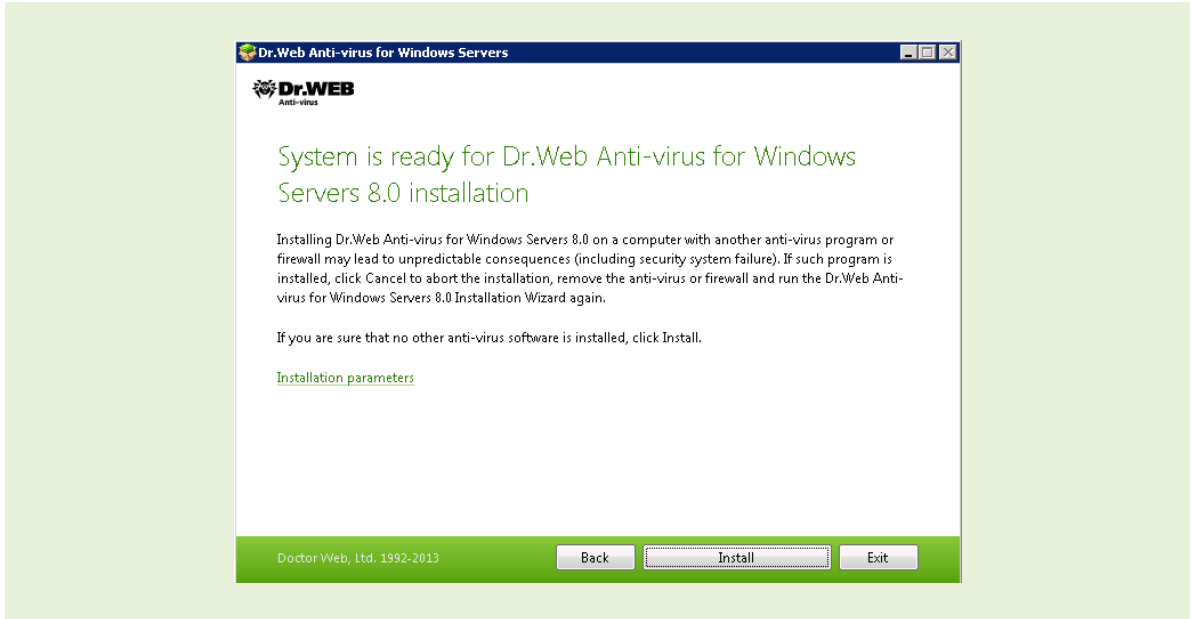 Dr.Web Anti-virus for Windows Servers
Dr.WEB
Anti-virus
System is ready for Dr.Web Anti-virus for Windows
Servers 8.0 installation
Installing Dr.Web Anti-virus for Windows Servers 8.0 on a computer with another anti-virus program or
firewall may lead to unpredictable consequences (including security system failure). If such program is
installed, click Cancel to abort the installation, remove the anti-virus or firewall and run the Dr.Web Anti-
virus for Windows Servers 8.0 Installation Wizard again.
If you are sure that no other anti-virus software is installed, click Install.
Installation parameters
Doctor Web, Ltd. 1992-2013
Back
Install
Exit